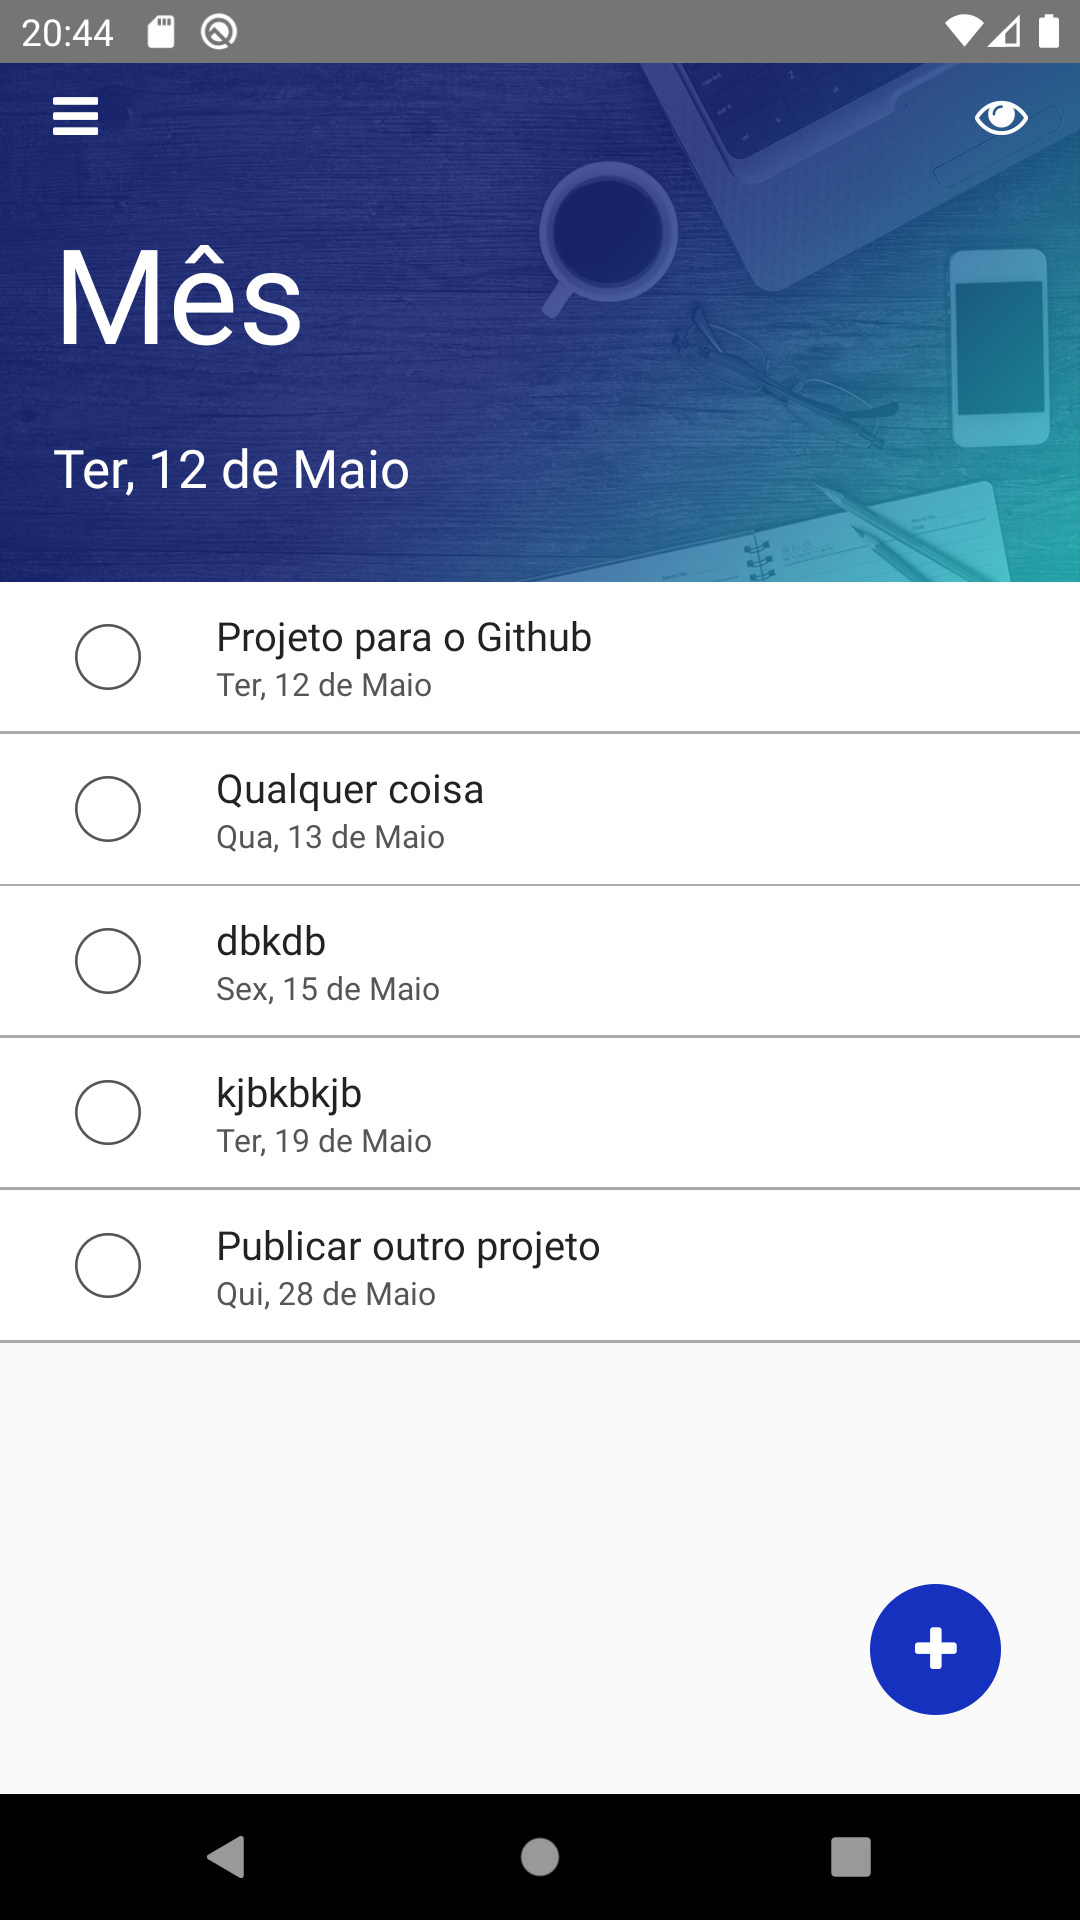 20:44
Mês
Ter, 12 de Maio
Projeto para o Github
Ter, 12 de Maio
Qualquer coisa
Qua, 13 de Maio
dbkdb
Sex, 15 de Maio
kjbkbkjb
Ter, 19 de Maio
Publicar outro projeto
Qui, 28 de Maio